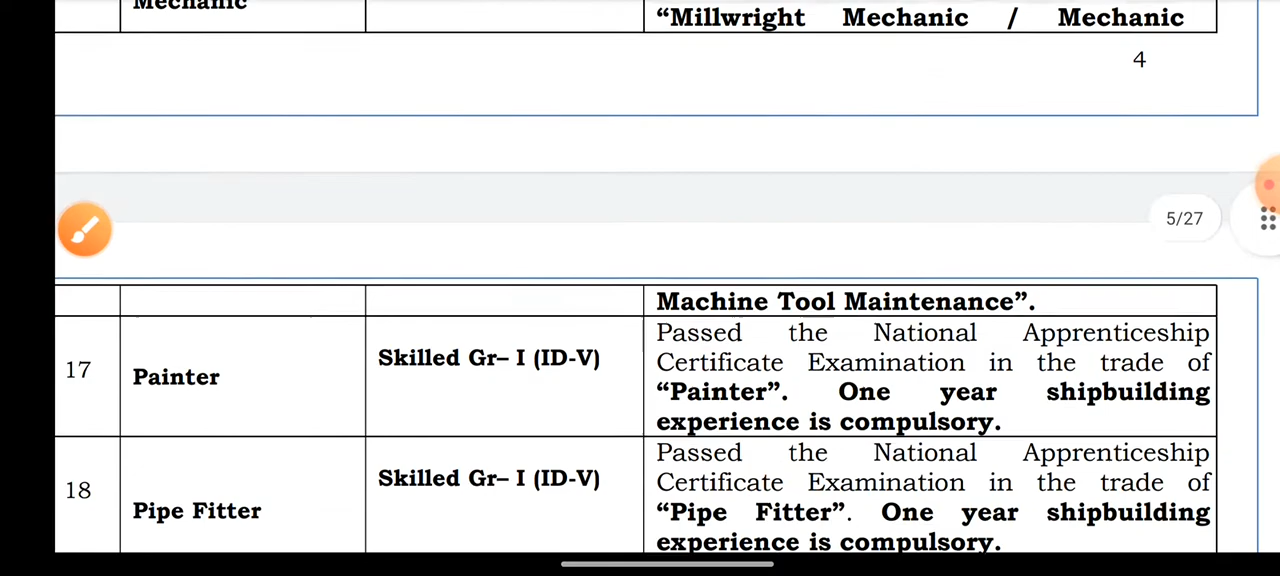 Mechanic
“Millwright Mechanic / Mechanic
4
5/27
Machine Tool Maintenance”.
17
Painter
Skilled Gr– I (ID-V)
Passed the National Apprenticeship
Certificate Examination in the trade of
“Painter”. One year shipbuilding
experience is compulsory.
18
Pipe Fitter
Skilled Gr– I (ID-V)
Passed the National Apprenticeship
Certificate Examination in the trade of
“Pipe Fitter”. One year shipbuilding
experience is compulsory.